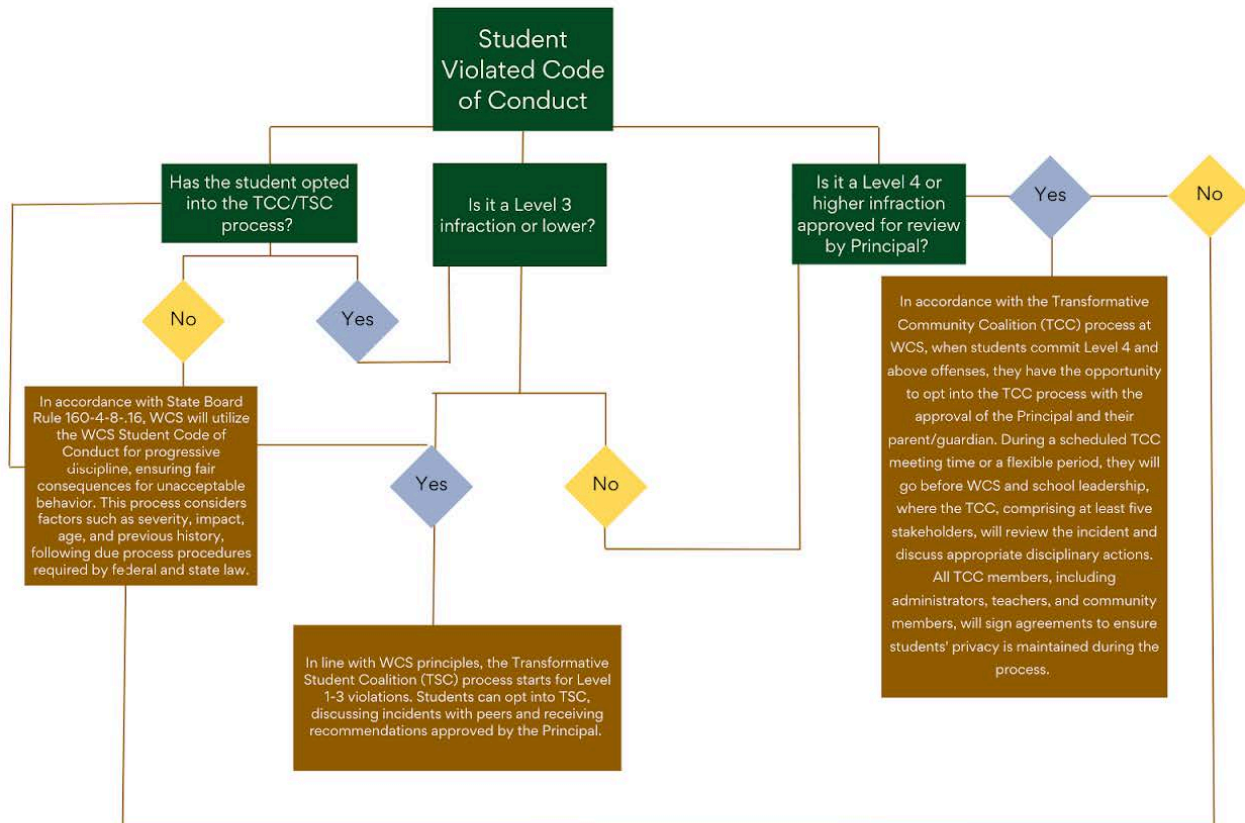 Student
Violated Code
of Conduct
Has the student opted
into the TCC/TSC
process?
Is it a Level 3
infraction or lower?
Is it a Level 4 or
higher infraction
approved for review
by Principal?
Yes
No
No
Yes
In accordance with State Board
Rule 160-4-8-.16, WCS will utilize
the WCS Student Code of
Conduct for progressive
discipline, ensuring fair
consequences for unacceptable
behavior. This process considers
factors such as severity, impact,
age, and previous history,
following due process procedures
required by federal and state law.
Yes
No
In accordance with the Transformative
Community Coalition (TCC) process at
WCS, when students commit Level 4 and
above offenses, they have the opportunity
to opt into the TCC process with the
approval of the Principal and their
parent/guardian. During a scheduled TCC
meeting time or a flexible period, they will
go before WCS and school leadership,
where the TCC, comprising at least five
stakeholders, will review the incident and
discuss appropriate disciplinary actions.
All TCC members, including
administrators, teachers, and community
members, will sign agreements to ensure
students' privacy is maintained during the
process.
In line with WCS principles, the Transformative
Student Coalition (TSC) process starts for Level
1-3 violations. Students can opt into TSC,
discussing incidents with peers and receiving
recommendations approved by the Principal.